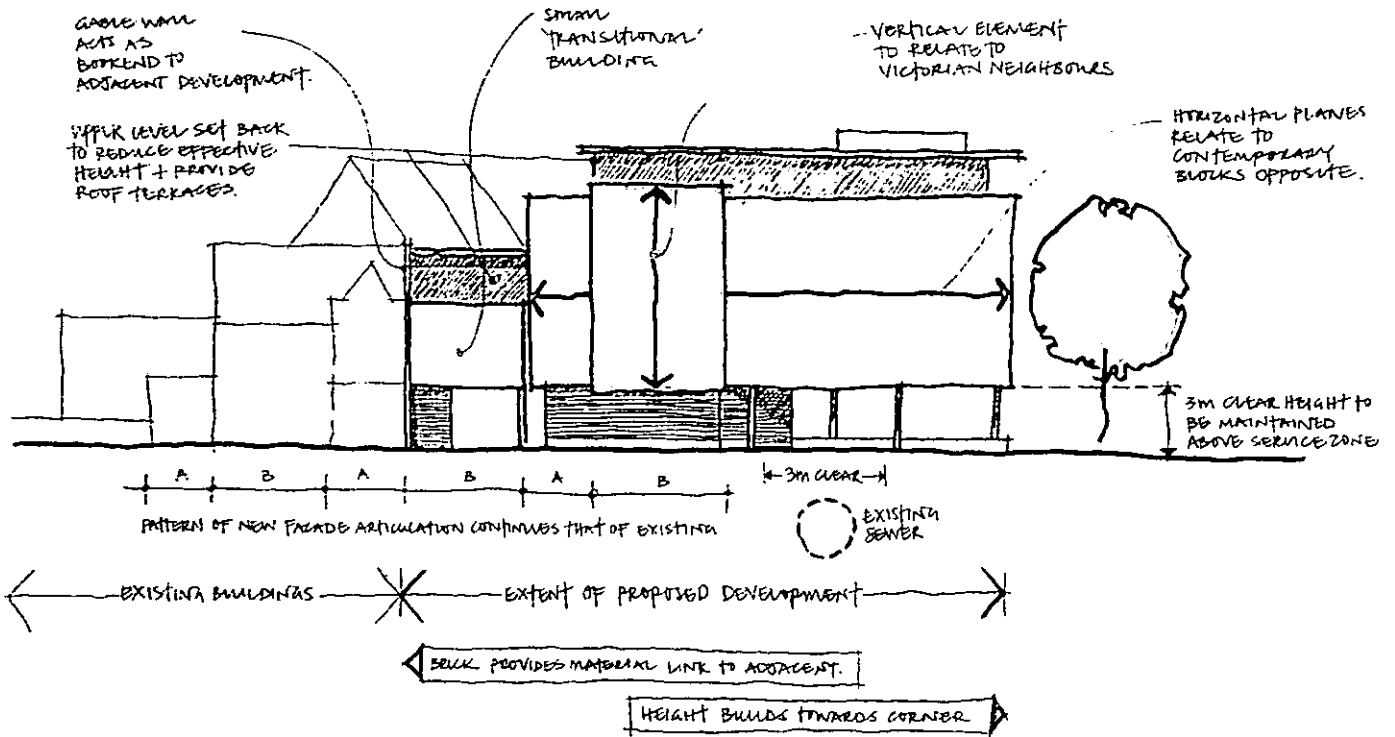 GABLE WALL
ACTS AS
BOOKEND TO
ADJACENT DEVELOPMENT.
SMALL
'TRANSITIONAL'
BUILDING
VERTICAL ELEMENT
TO RELATE TO
VICTORIAN NEIGHBOURS
UPPER LEVEL SET BACK
TO REDUCE EFFECTIVE
HEIGHT + PROVIDE
ROOF TERRACES.
HORIZONTAL PLANES
RELATE TO
CONTEMPORARY
BLOCKS OPPOSITE.
3m CLEAR HEIGHT TO
BE MAINTAINED
ABOVE SERVICE ZONE
A B A B A B
3m CLEAR
PATTERN OF NEW FACADE ARTICULATION CONTINUES THAT OF EXISTING
EXISTING
SEWER
EXISTING BUILDINGS
EXTENT OF PROPOSED DEVELOPMENT
BRICK PROVIDES MATERIAL LINK TO ADJACENT.
HEIGHT BUILDS TOWARDS CORNER